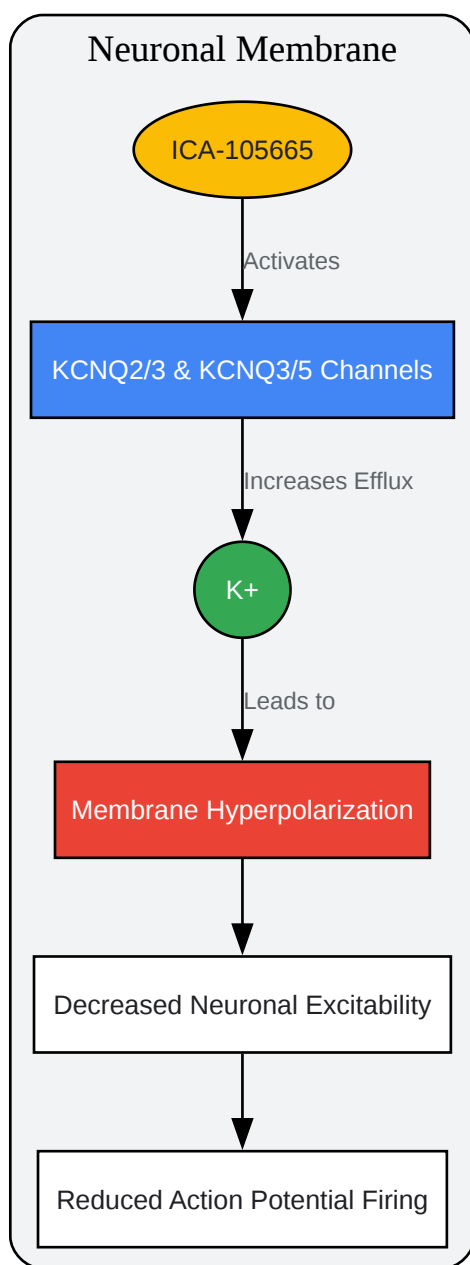 Neuronal Membrane
ICA-105665
Activates
KCNQ2/3 & KCNQ3/5 Channels
Increases Efflux
K+
Leads to
Membrane Hyperpolarization
Decreased Neuronal Excitability
Reduced Action Potential Firing